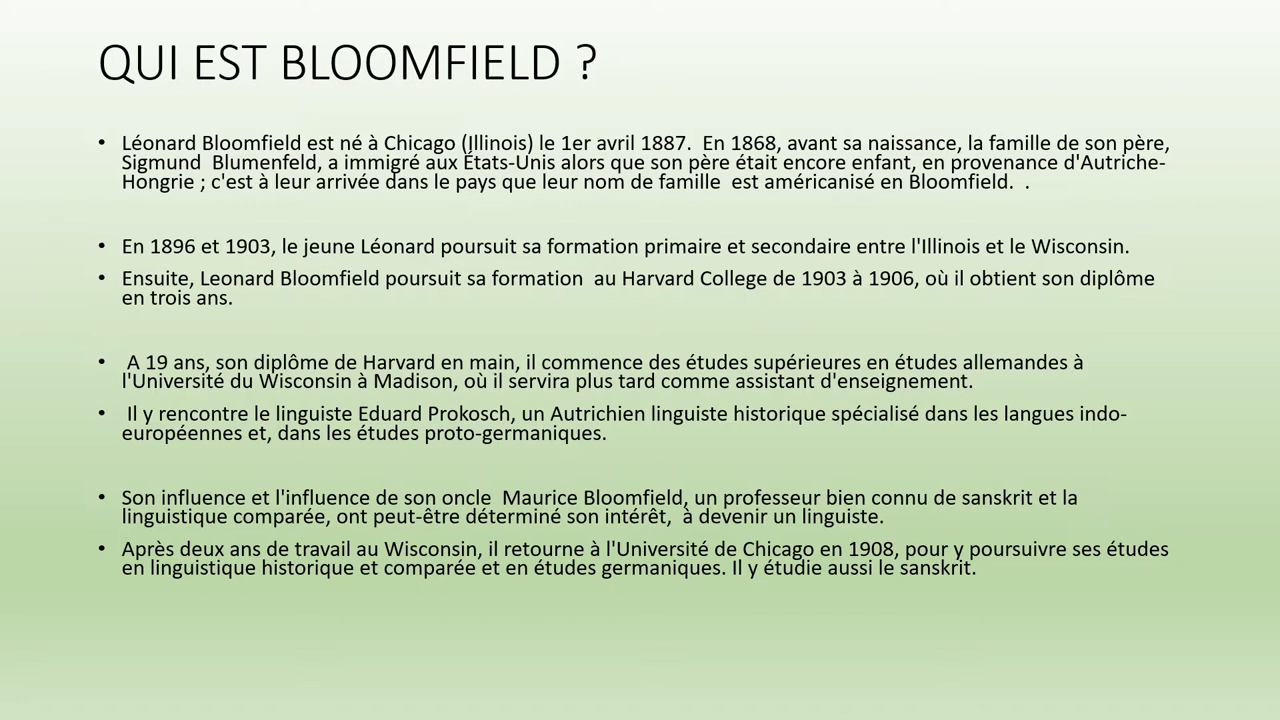 QUI EST BLOOMFIELD ?
• Léonard Bloomfield est né à Chicago (Illinois) le 1er avril 1887.  En 1868, avant sa naissance, la famille de son père,
Sigmund  Blumenfeld, a immigré aux États-Unis alors que son père était encore enfant, en provenance d'Autriche-
Hongrie ; c'est à leur arrivée dans le pays que leur nom de famille  est américanisé en Bloomfield.  .
• En 1896 et 1903, le jeune Léonard poursuit sa formation primaire et secondaire entre l'Illinois et le Wisconsin.
• Ensuite, Leonard Bloomfield poursuit sa formation  au Harvard College de 1903 à 1906, où il obtient son diplôme
en trois ans.
•  A 19 ans, son diplôme de Harvard en main, il commence des études supérieures en études allemandes à
l'Université du Wisconsin à Madison, où il servira plus tard comme assistant d'enseignement.
•  Il y rencontre le linguiste Eduard Prokosch, un Autrichien linguiste historique spécialisé dans les langues indo-
européennes et, dans les études proto-germaniques.
• Son influence et l'influence de son oncle  Maurice Bloomfield, un professeur bien connu de sanskrit et la
linguistique comparée, ont peut-être déterminé son intérêt,  à devenir un linguiste.
• Après deux ans de travail au Wisconsin, il retourne à l'Université de Chicago en 1908, pour y poursuivre ses études
en linguistique historique et comparée et en études germaniques. Il y étudie aussi le sanskrit.